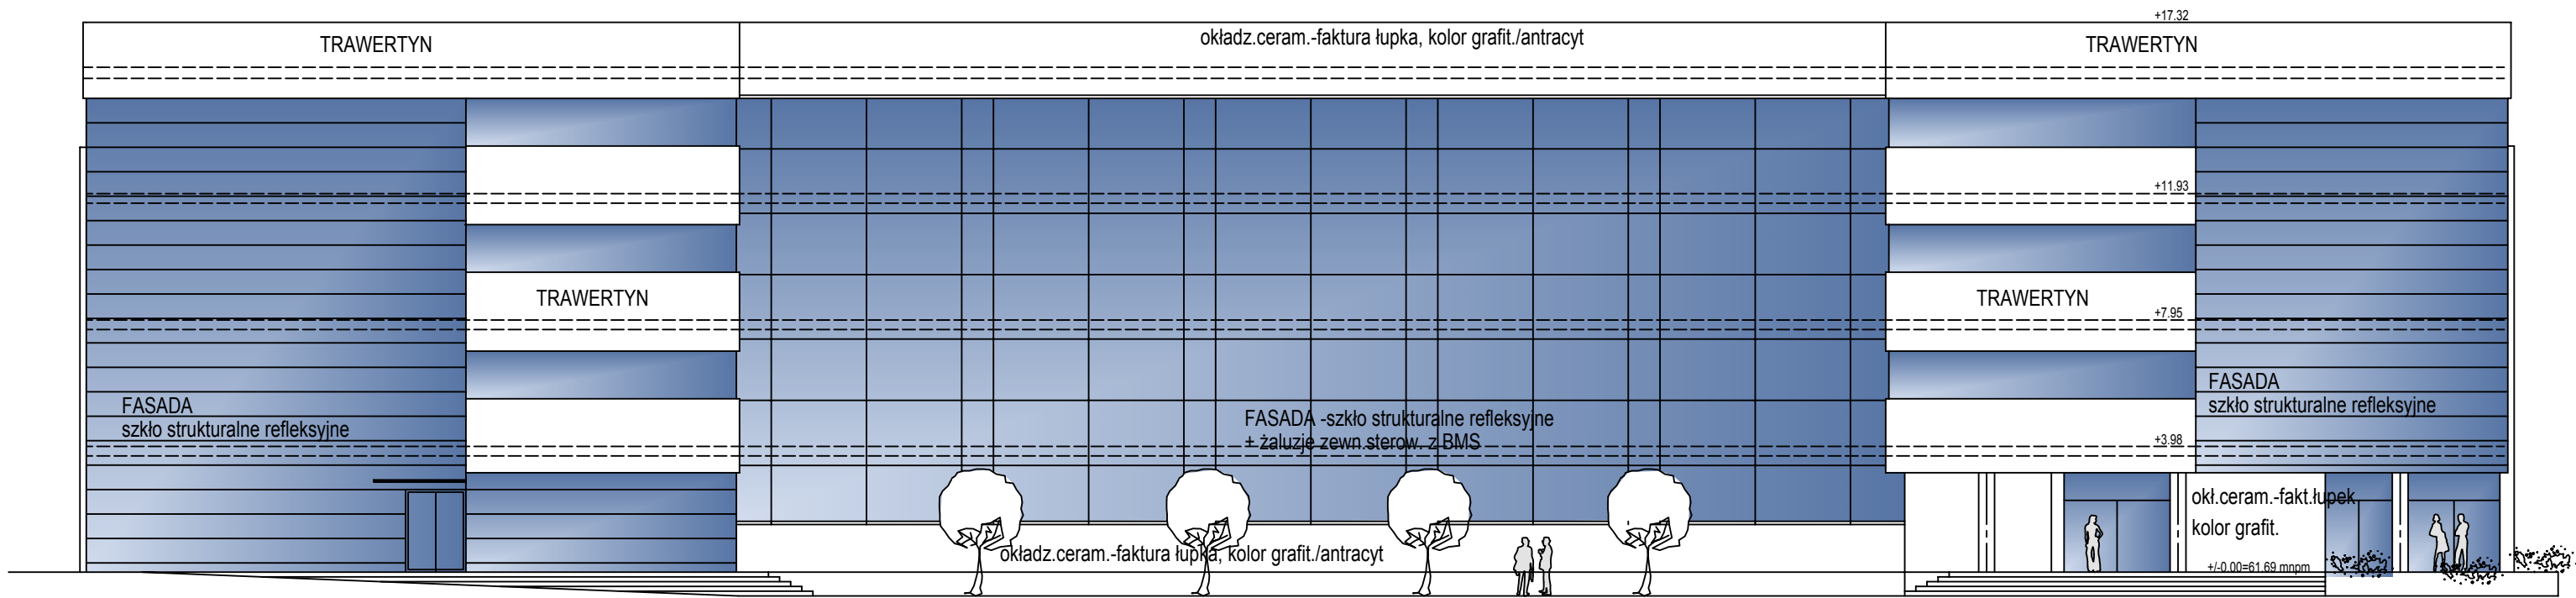 +17.32
TRAWERTYN
okładz.ceram.-faktura łupka, kolor grafit./antracyt
TRAWERTYN
+11.93
TRAWERTYN
TRAWERTYN
+7.95
FASADA
szkło strukturalne refleksyjne
FASADA -szkło strukturalne refleksyjne
+ żaluzje zewn.sterow. z BMS
FASADA
szkło strukturalne refleksyjne
+3.98
okł.ceram.-fakt.łupek
kolor grafit.
okładz.ceram.-faktura łupka, kolor grafit./antracyt
+/-0.00=61.69 mnpm